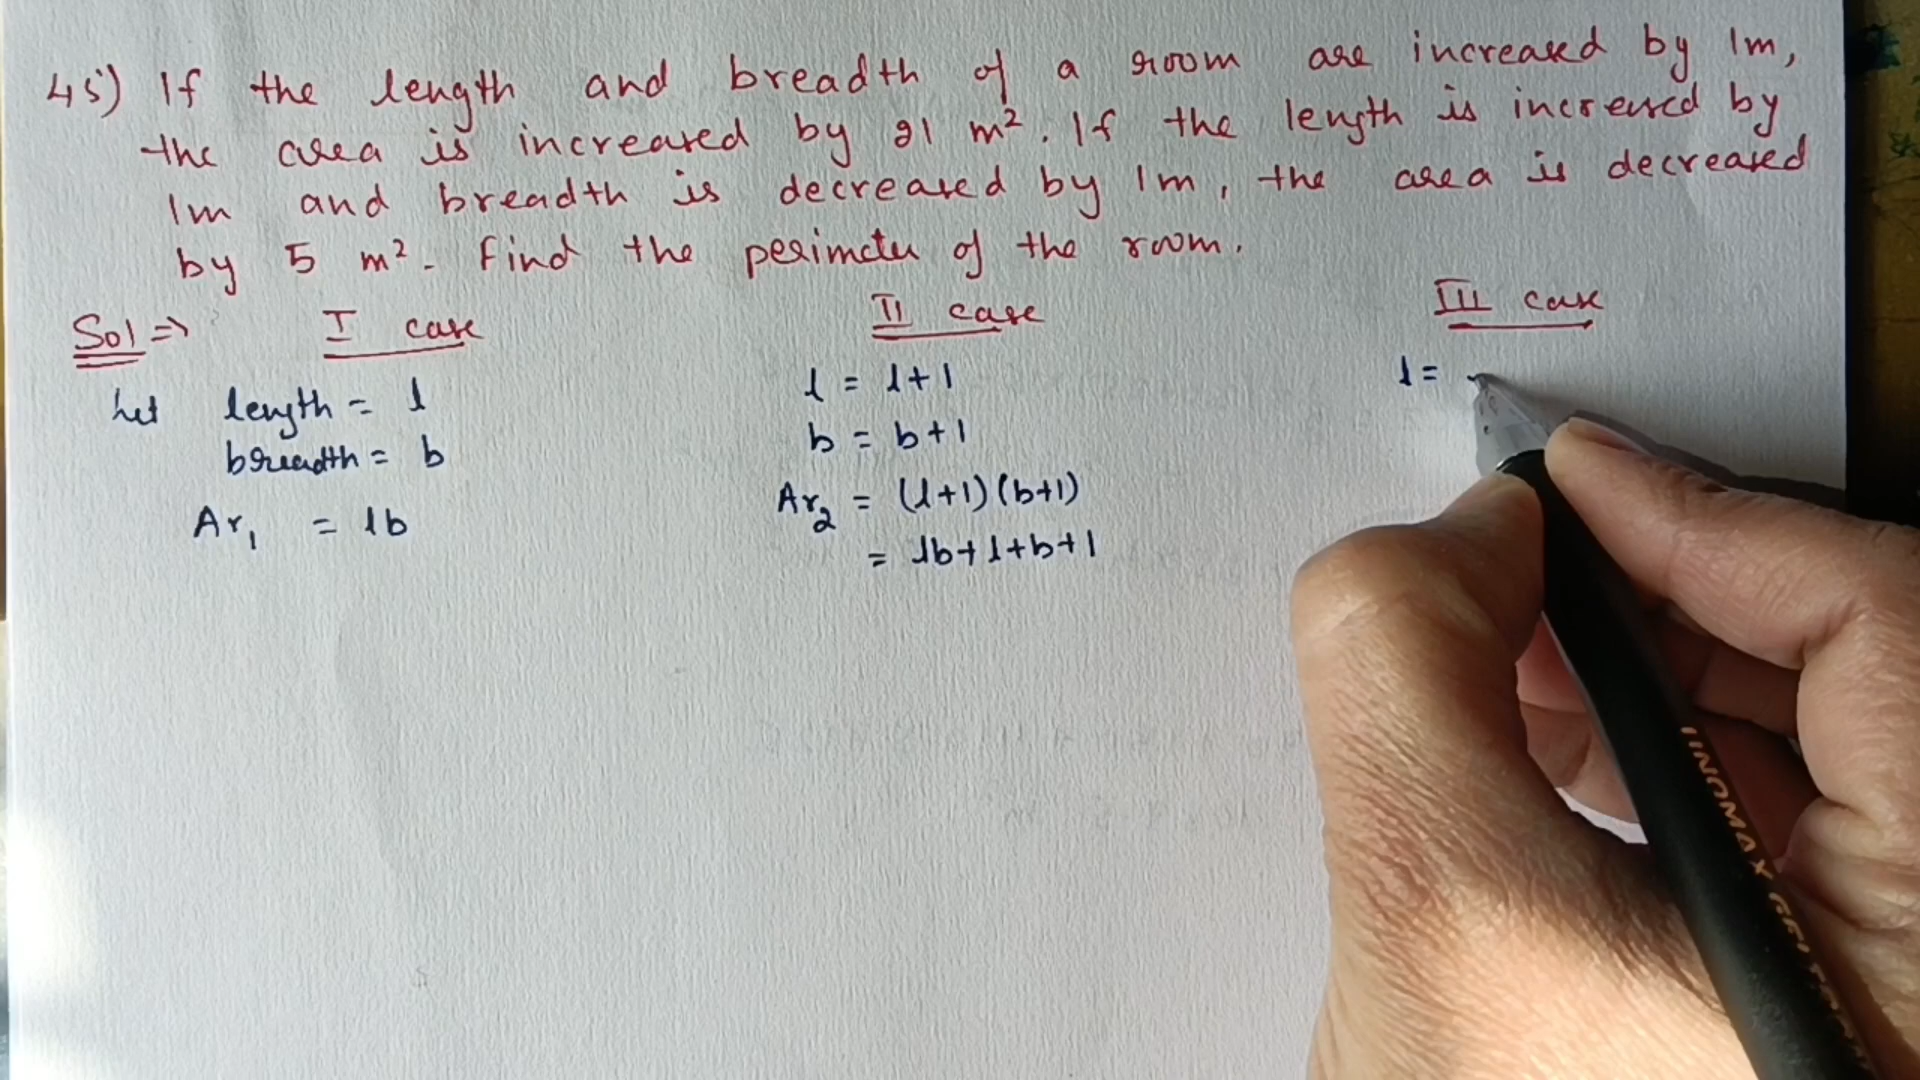 45) If the length and breadth of a room are increased by 1m,
the area is increased by 21 m². If the length is increased by
1m and breadth is decreased by 1m, the area is decreased
by 5 m². Find the perimeter of the room.
Sol => I case
II case
III case
let length = l
breadth = b
Ar₁ = lb
l = l+1
b = b+1
Ar₂ = (l+1)(b+1)
= lb+l+b+1
l =
UNOMAX GEL